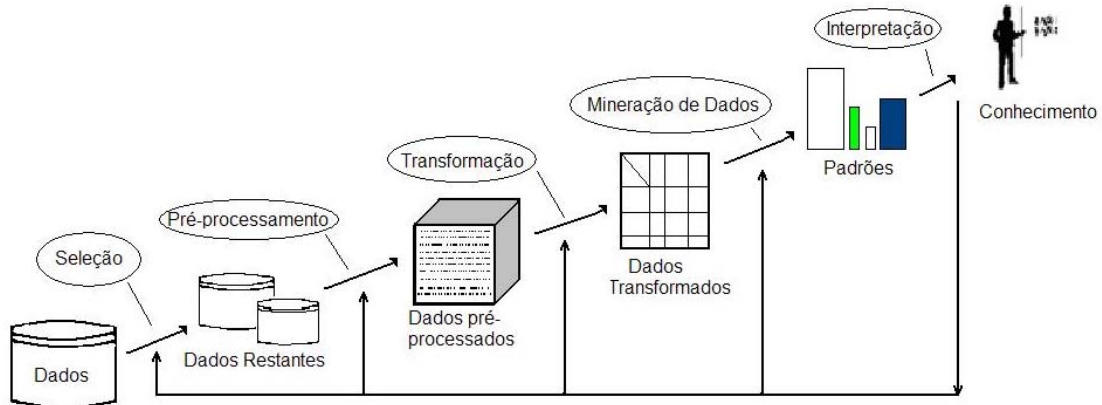 Interpretação
Conhecimento
Mineração de Dados
Padrões
Transformação
Dados
Transformados
Pré-processamento
Dados pré-
processados
Seleção
Dados Restantes
Dados